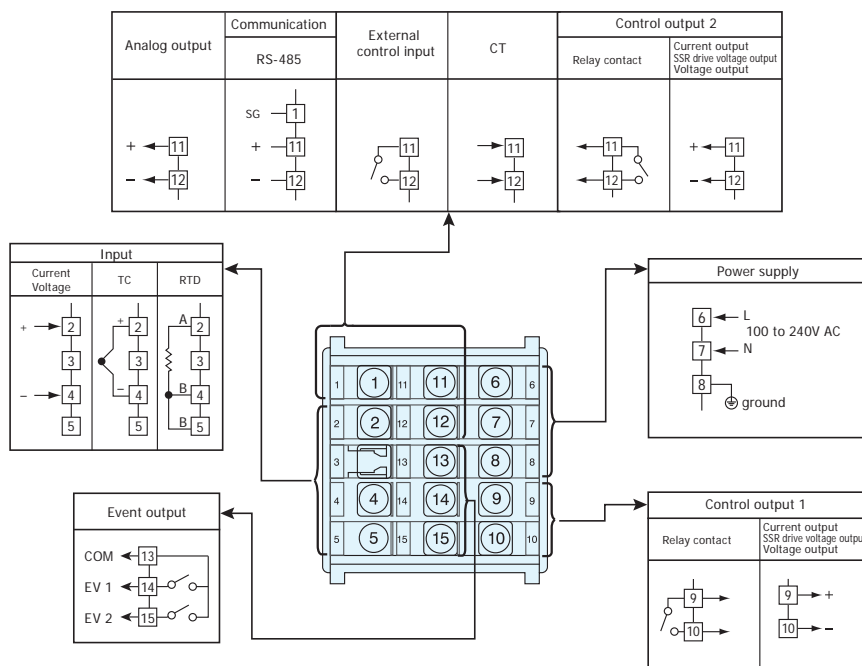 Analog output
Communication
RS-485
External
control input
CT
Control output 2
Relay contact
Current output
SSR drive voltage output
Voltage output
SG 1
+ 11
− 12
+ 11
− 12
11
12
11
12
11
12
+ 11
− 12
Input
Current
Voltage
TC
RTD
+ 2
3
− 4
5
+ 2
3
− 4
5
A 2
3
B 4
B 5
Power supply
6 L
100 to 240V AC
7 N
8
ground
1 1 11 11 6 6
2 2 12 12 7 7
3 13 13 8 8
4 4 14 14 9 9
5 5 15 15 10 10
Event output
COM 13
EV 1 14
EV 2 15
Control output 1
Relay contact
Current output
SSR drive voltage output
Voltage output
9
10
9 +
10 −